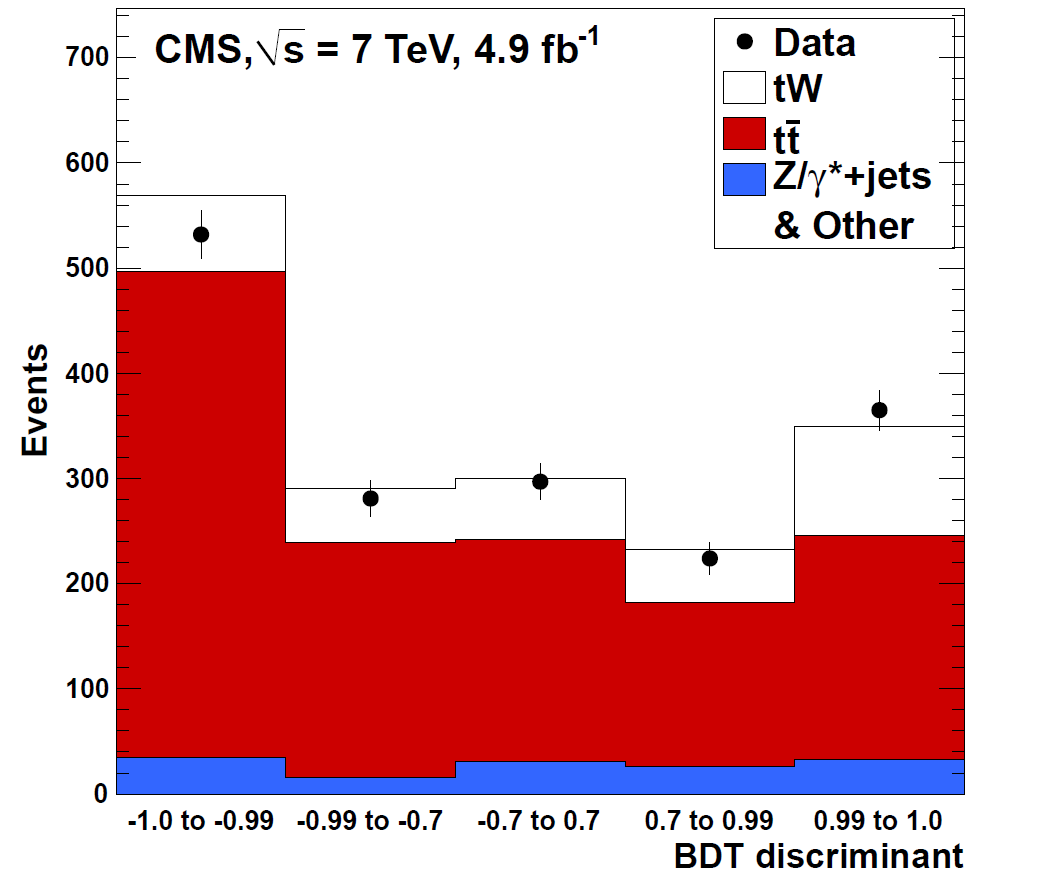 CMS, √s = 7 TeV, 4.9 fb⁻¹
Data
tW
tt̄
Z/γ*+jets
& Other
Events
700
600
500
400
300
200
100
0
-1.0 to -0.99 -0.99 to -0.7 -0.7 to 0.7 0.7 to 0.99 0.99 to 1.0
BDT discriminant